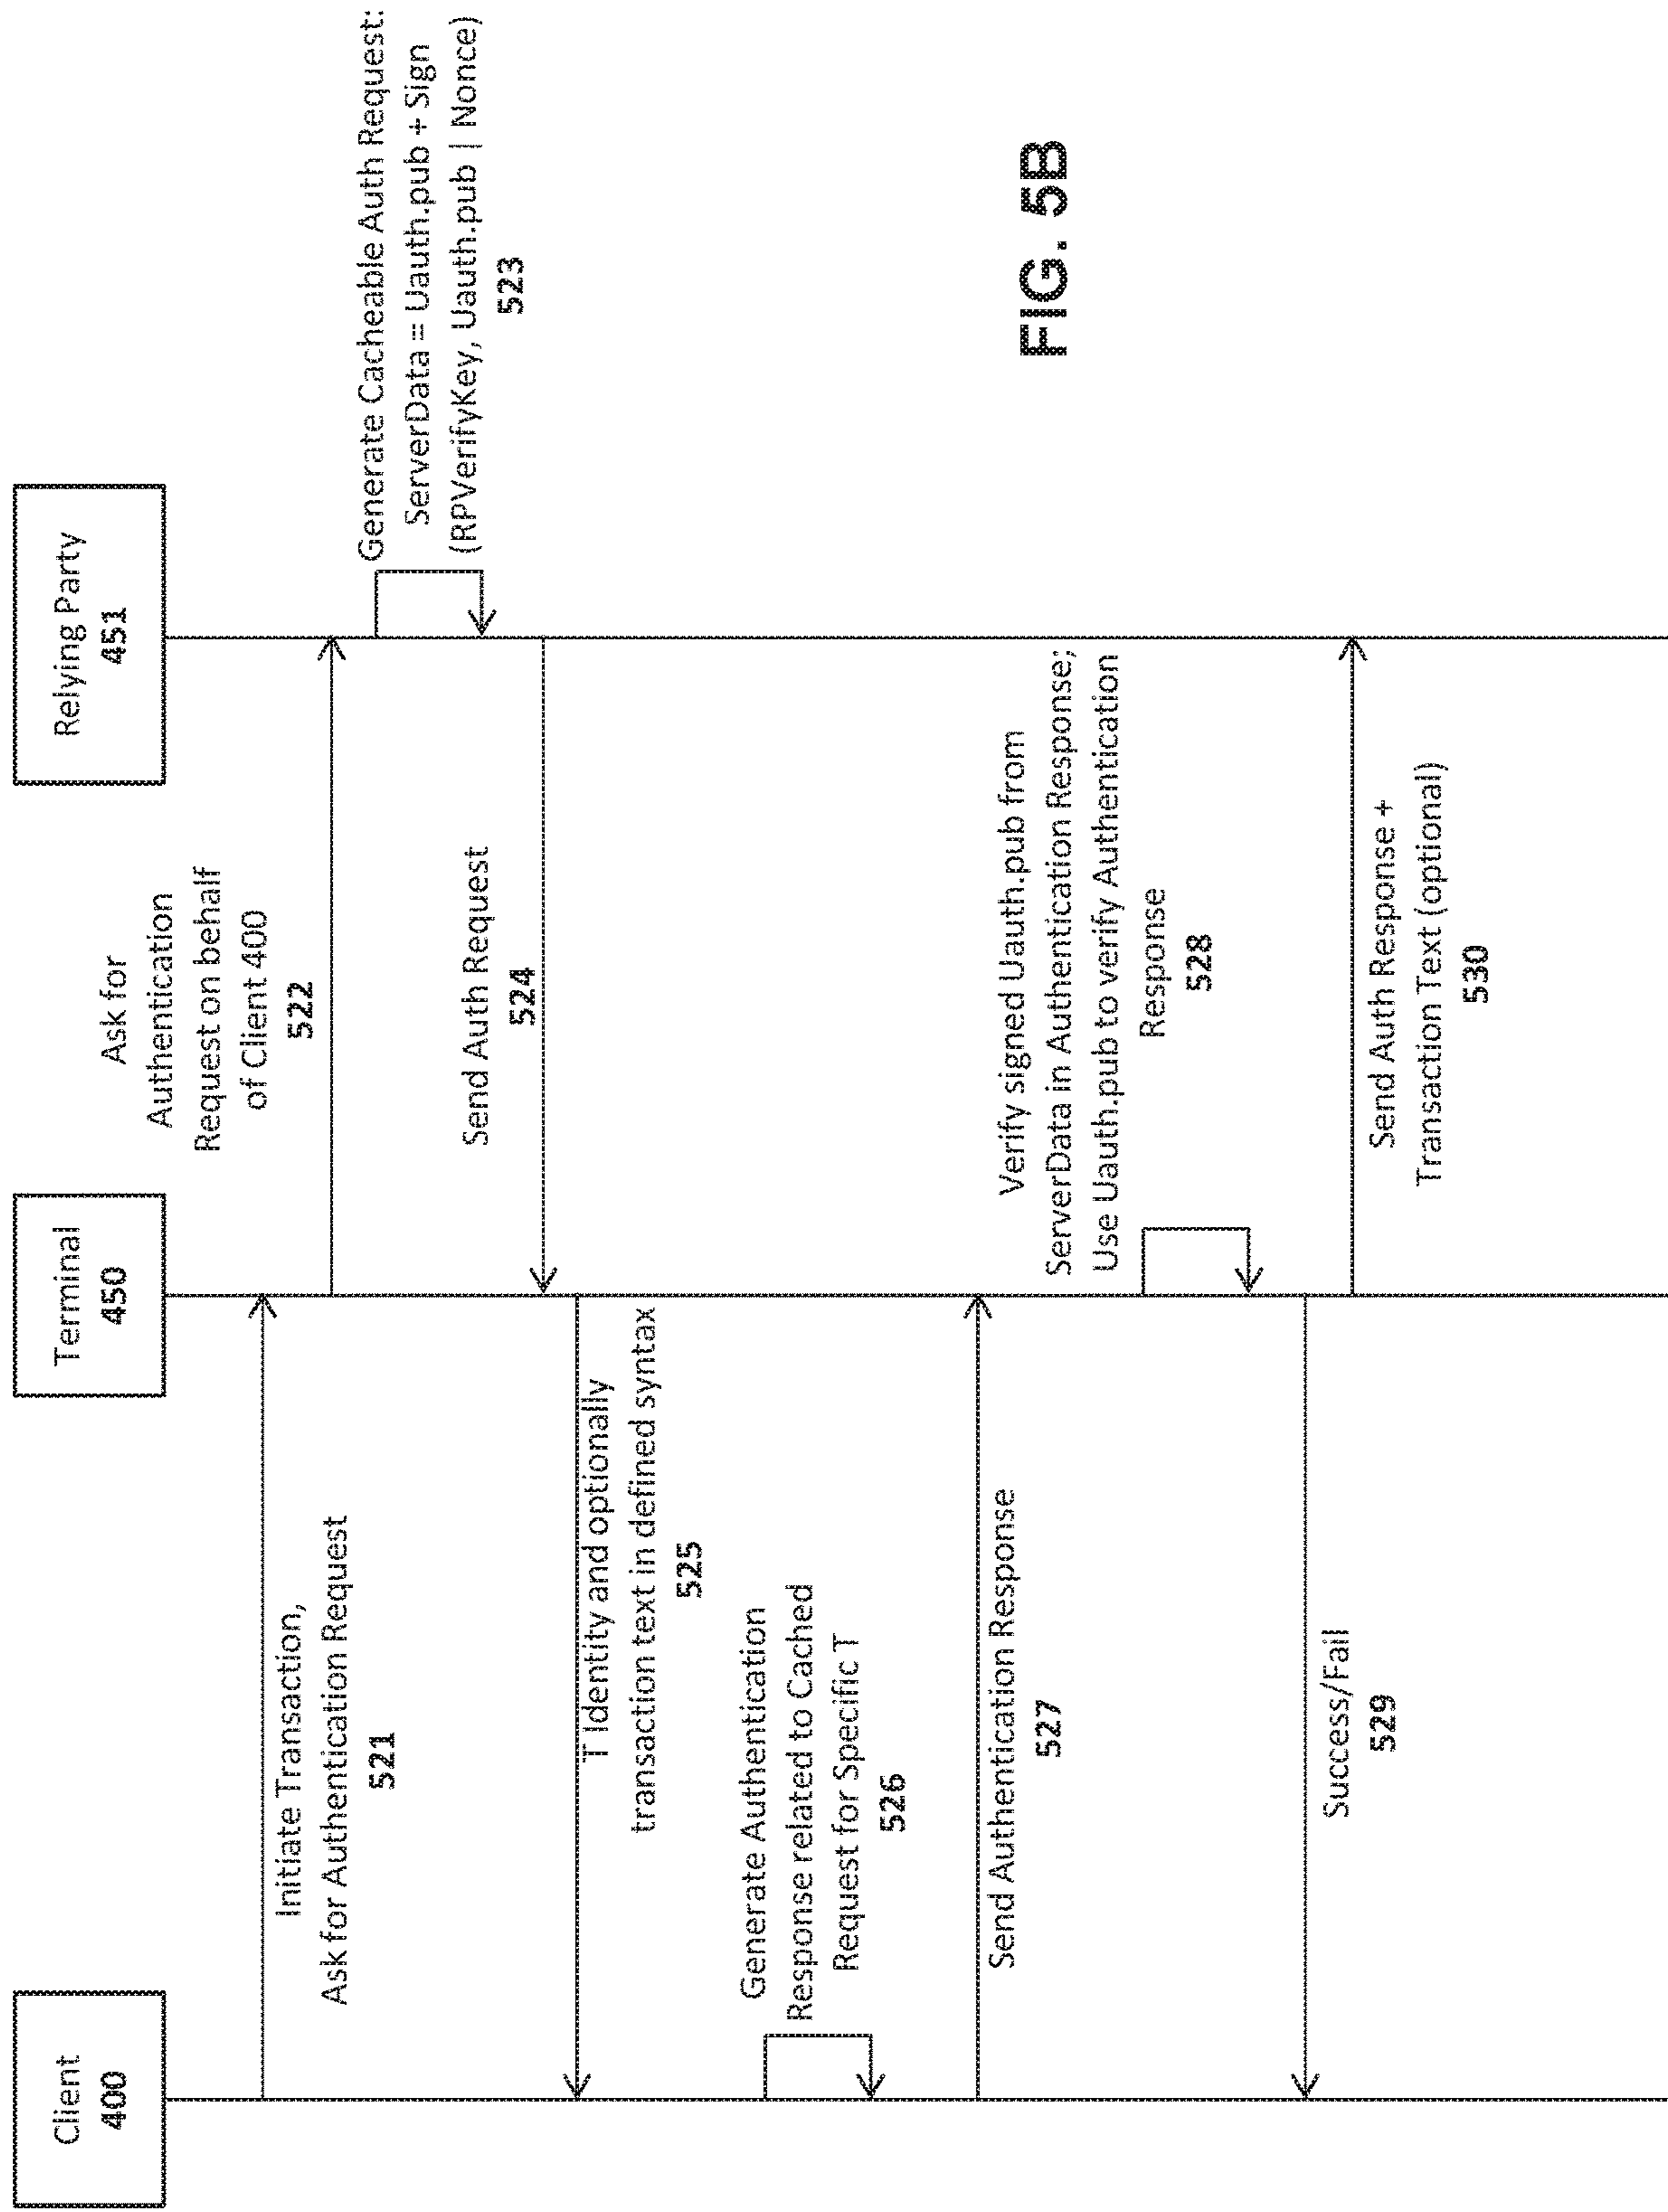 Client
400
Terminal
450
Relying Party
451
Initiate Transaction,
Ask for Authentication Request
521
Ask for
Authentication
Request on behalf
of Client 400
522
Generate Cacheable Auth Request:
ServerData = Uauth.pub + Sign
(RPVerifyKey, Uauth.pub | Nonce)
523
Send Auth Request
524
T Identity and optionally
transaction text in defined syntax
525
Generate Authentication
Response related to Cached
Request for Specific T
526
Send Authentication Response
527
Verify signed Uauth.pub from
ServerData in Authentication Response;
Use Uauth.pub to verify Authentication
Response
528
Success/Fail
529
Send Auth Response +
Transaction Text (optional)
530
FIG. 5B